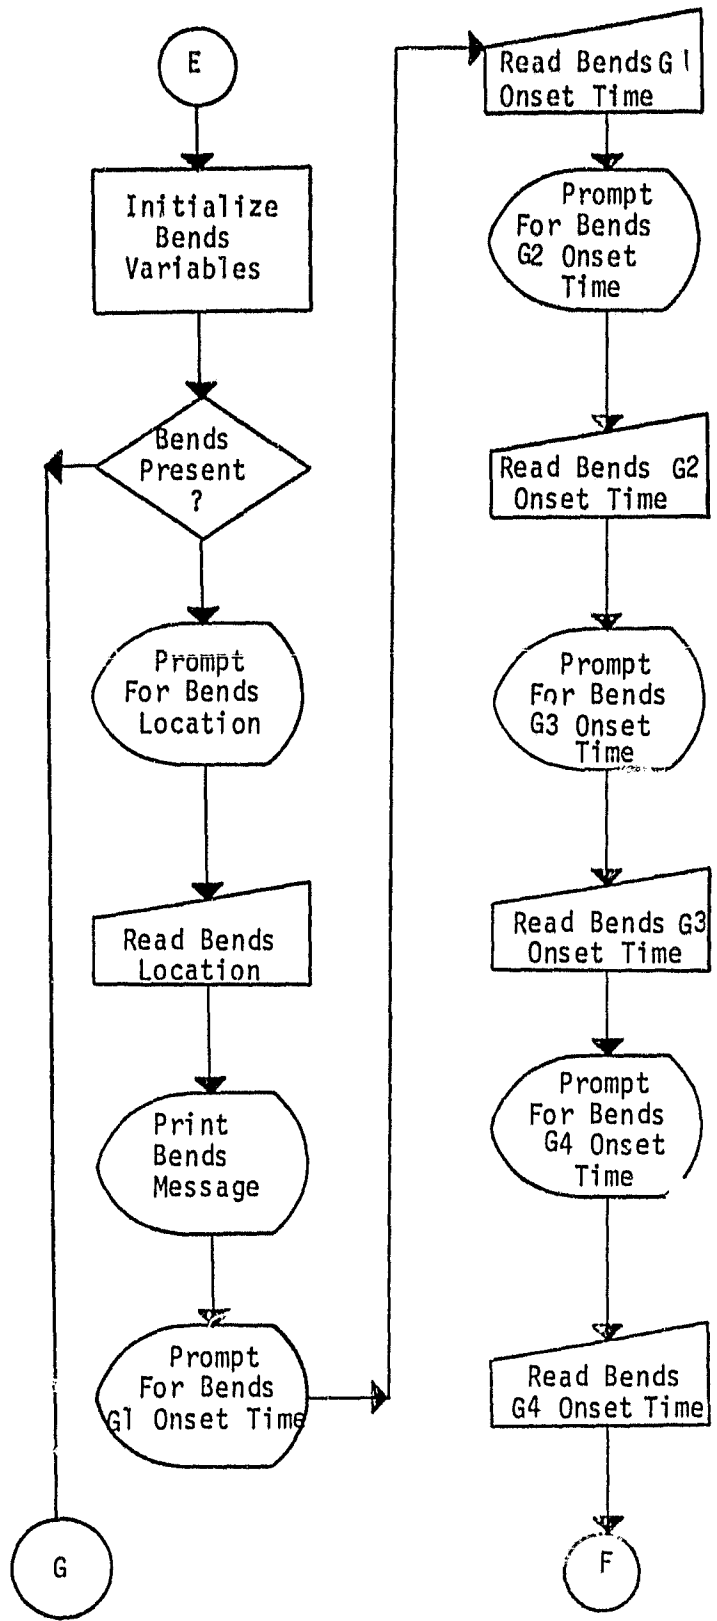 E
Initialize
Bends
Variables
Bends
Present
?
Prompt
For Bends
Location
Read Bends
Location
Print
Bends
Message
Prompt
For Bends
G1 Onset Time
G
Read Bends G1
Onset Time
Prompt
For Bends
G2 Onset
Time
Read Bends G2
Onset Time
Prompt
For Bends
G3 Onset
Time
Read Bends G3
Onset Time
Prompt
For Bends
G4 Onset
Time
Read Bends
G4 Onset Time
F